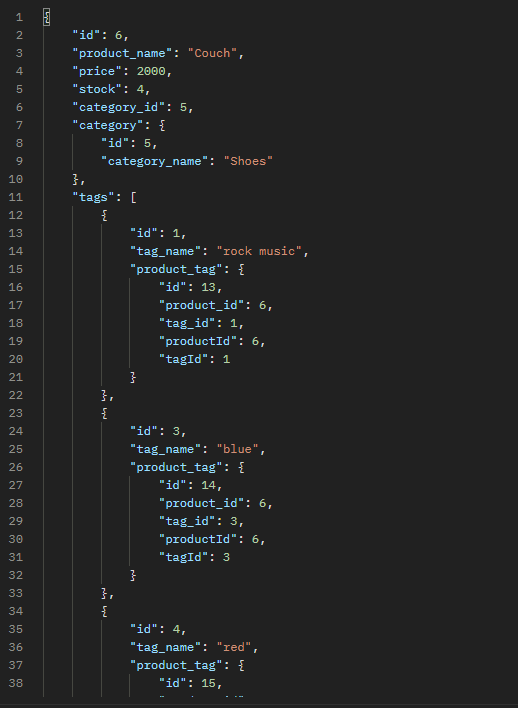 1 {
2 "id": 6,
3 "product_name": "Couch",
4 "price": 2000,
5 "stock": 4,
6 "category_id": 5,
7 "category": {
8 "id": 5,
9 "category_name": "Shoes"
10 },
11 "tags": [
12 {
13 "id": 1,
14 "tag_name": "rock music",
15 "product_tag": {
16 "id": 13,
17 "product_id": 6,
18 "tag_id": 1,
19 "productId": 6,
20 "tagId": 1
21 }
22 },
23 {
24 "id": 3,
25 "tag_name": "blue",
26 "product_tag": {
27 "id": 14,
28 "product_id": 6,
29 "tag_id": 3,
30 "productId": 6,
31 "tagId": 3
32 }
33 },
34 {
35 "id": 4,
36 "tag_name": "red",
37 "product_tag": {
38 "id": 15,